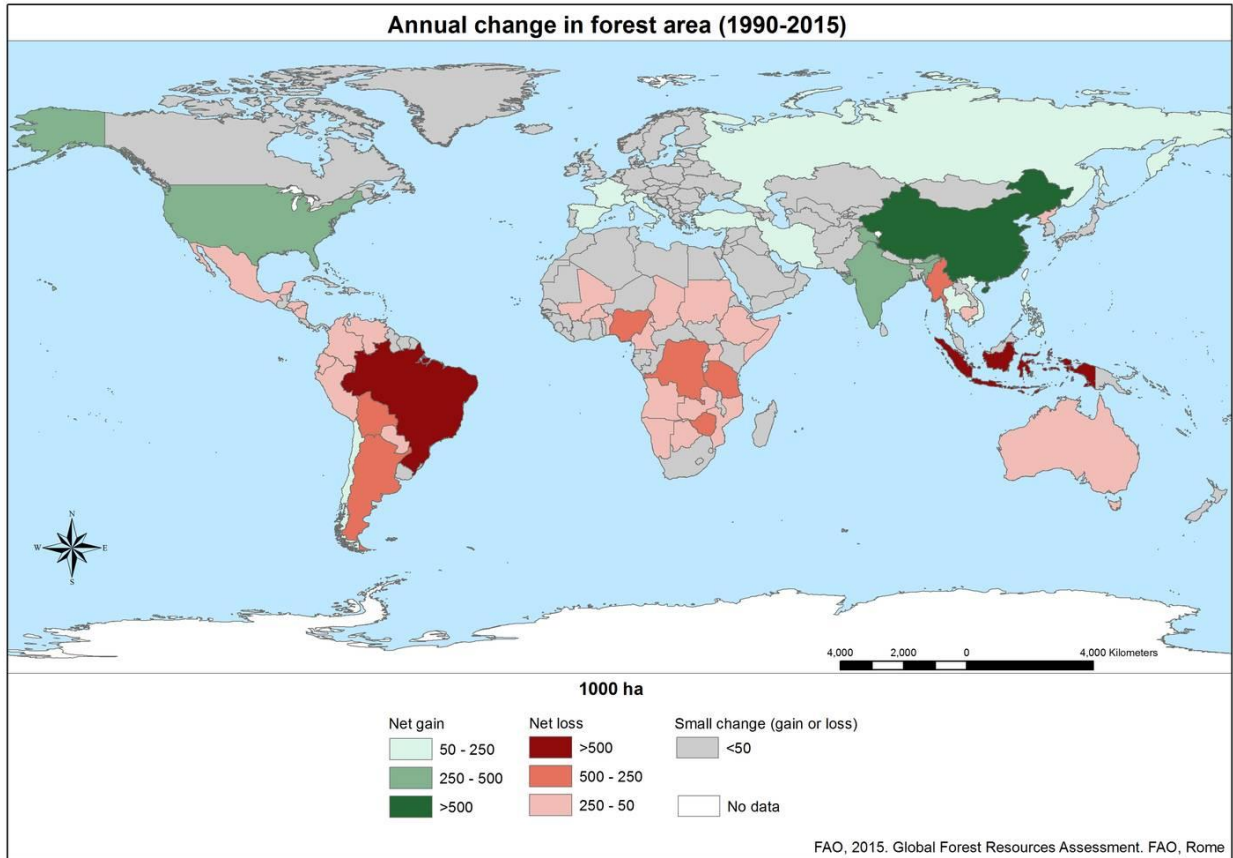 Annual change in forest area (1990-2015)
N
W
E
S
4,000 2,000 0 4,000 Kilometers
1000 ha
Net gain
50 - 250
250 - 500
>500
Net loss
>500
500 - 250
250 - 50
Small change (gain or loss)
<50
No data
FAO, 2015. Global Forest Resources Assessment. FAO, Rome